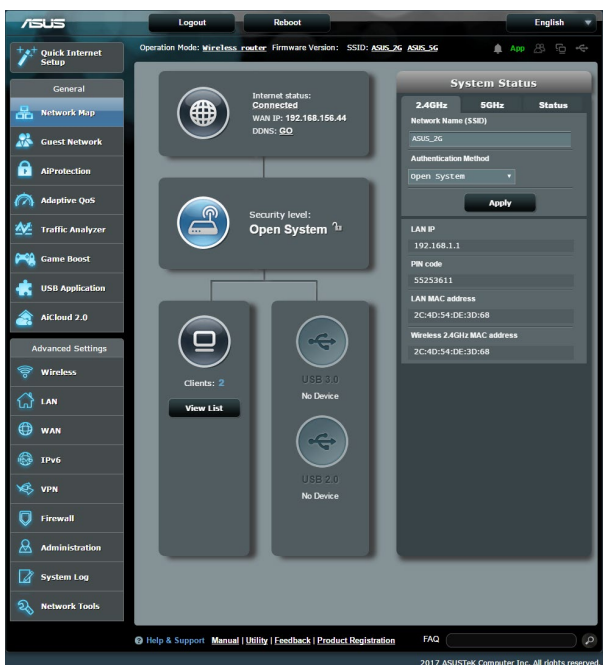 ASUS
Logout
Reboot
English
Quick Internet
Setup
Operation Mode: Wireless router Firmware Version: SSID: ASUS_2G ASUS_5G
App
General
Network Map
Guest Network
AiProtection
Adaptive QoS
Traffic Analyzer
Game Boost
USB Application
AiCloud 2.0
Advanced Settings
Wireless
LAN
WAN
IPv6
VPN
Firewall
Administration
System Log
Network Tools
Internet status:
Connected
WAN IP: 192.168.156.44
DDNS: GO
Security level:
Open System
Clients: 2
View List
USB 3.0
No Device
USB 2.0
No Device
System Status
2.4GHz 5GHz Status
Network Name (SSID)
ASUS_2G
Authentication Method
Open System
Apply
LAN IP
192.168.1.1
PIN code
55253611
LAN MAC address
2C:4D:54:DE:3D:68
Wireless 2.4GHz MAC address
2C:4D:54:DE:3D:68
Help & Support Manual | Utility | Feedback | Product Registration FAQ
2017 ASUSTeK Computer Inc. All rights reserved.